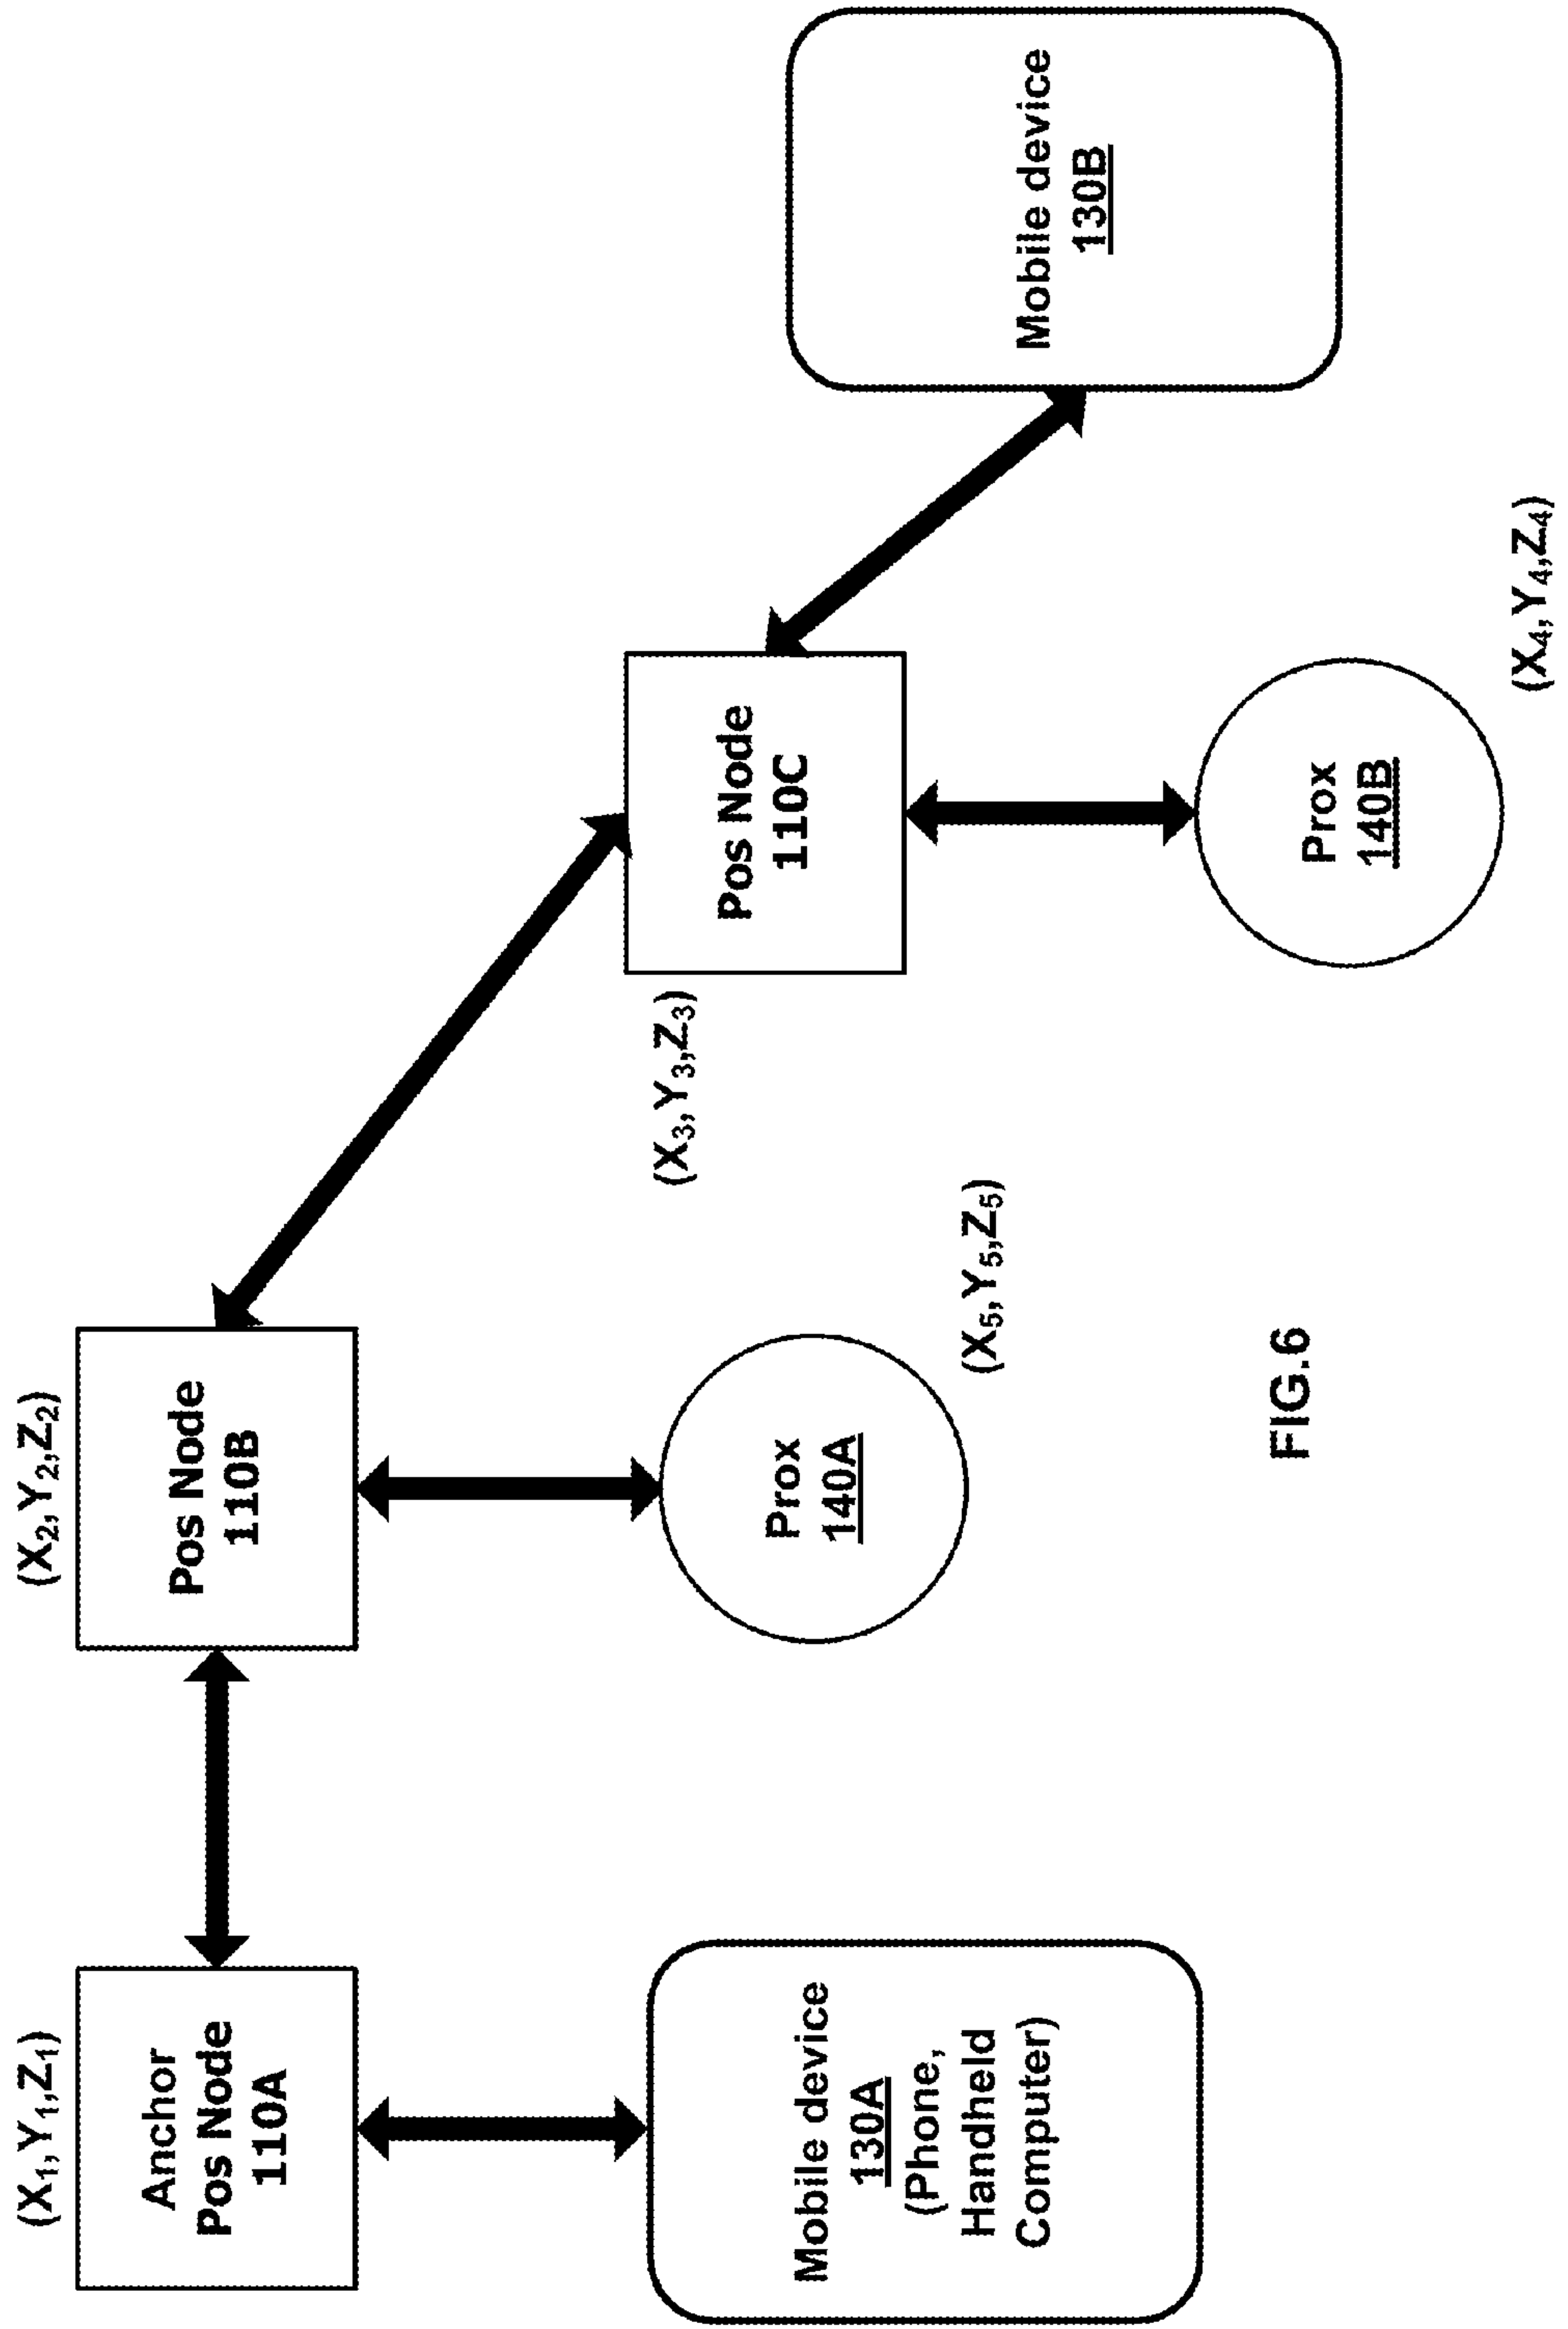 (X1,Y1,Z1)
Anchor
Pos Node
110A
(X2,Y2,Z2)
Pos Node
110B
(X3,Y3,Z3)
Pos Node
110C
Mobile device
130A
(Phone,
Handheld
Computer)
Prox
140A
(X5,Y5,Z5)
Prox
140B
(X4,Y4,Z4)
Mobile device
130B
FIG.6